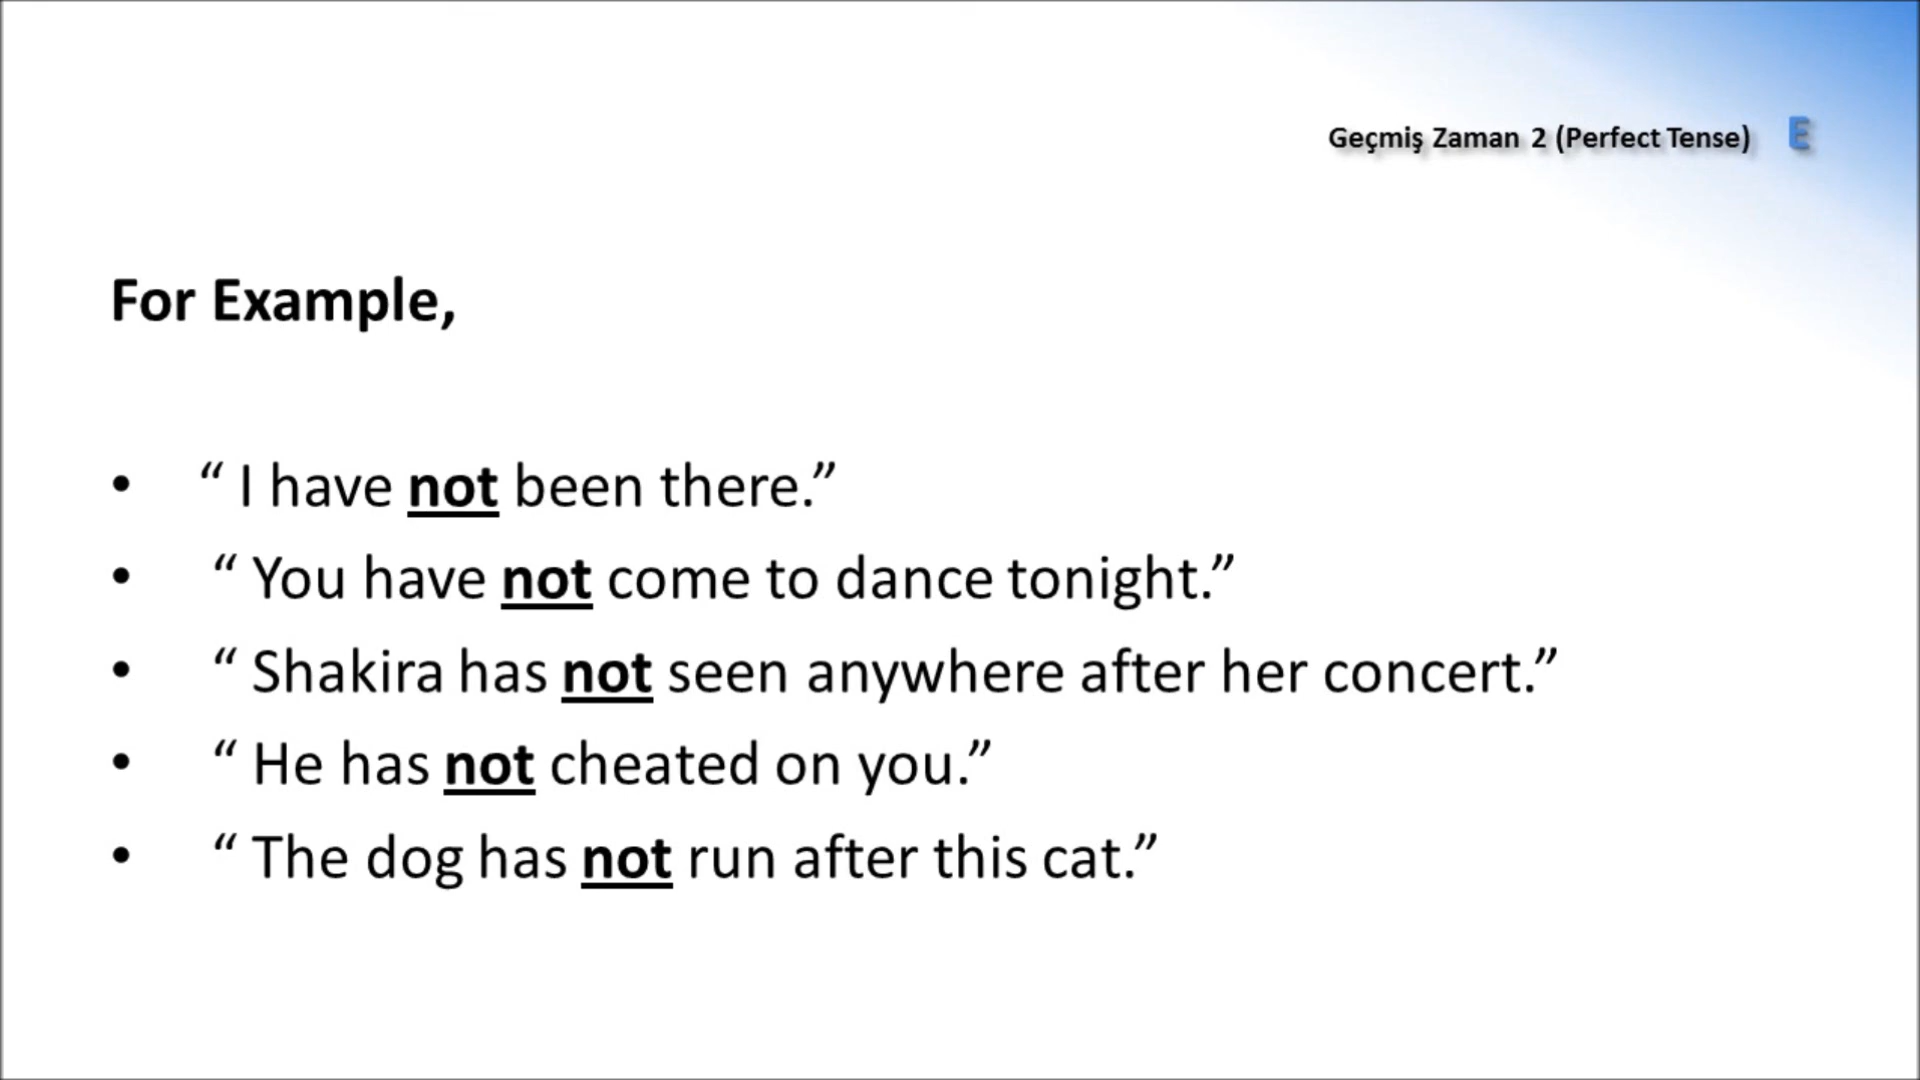 Geçmiş Zaman 2 (Perfect Tense) E
For Example,
• “ I have not been there.”
• “ You have not come to dance tonight.”
• “ Shakira has not seen anywhere after her concert.”
• “ He has not cheated on you.”
• “ The dog has not run after this cat.”